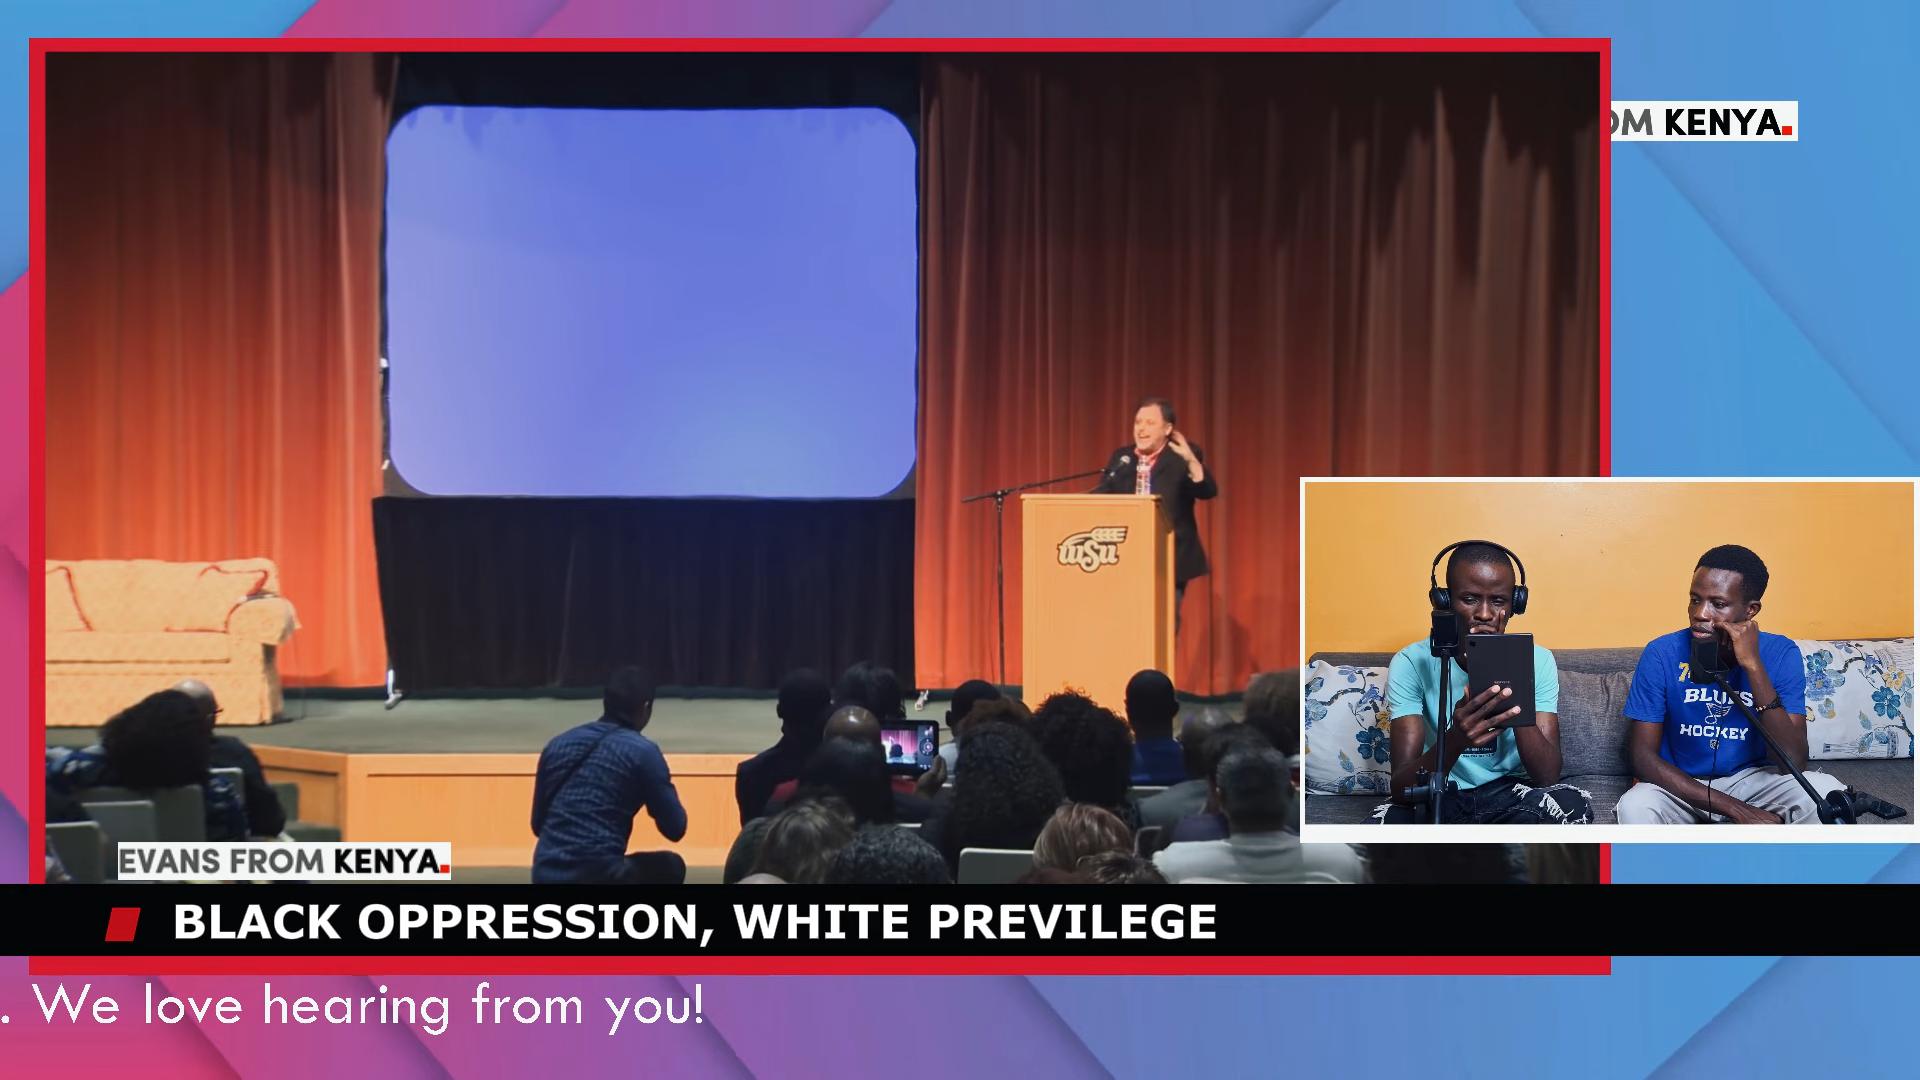 OM KENYA.
WSU
BLUES
HOCKEY
EVANS FROM KENYA.
BLACK OPPRESSION, WHITE PREVILEGE
. We love hearing from you!